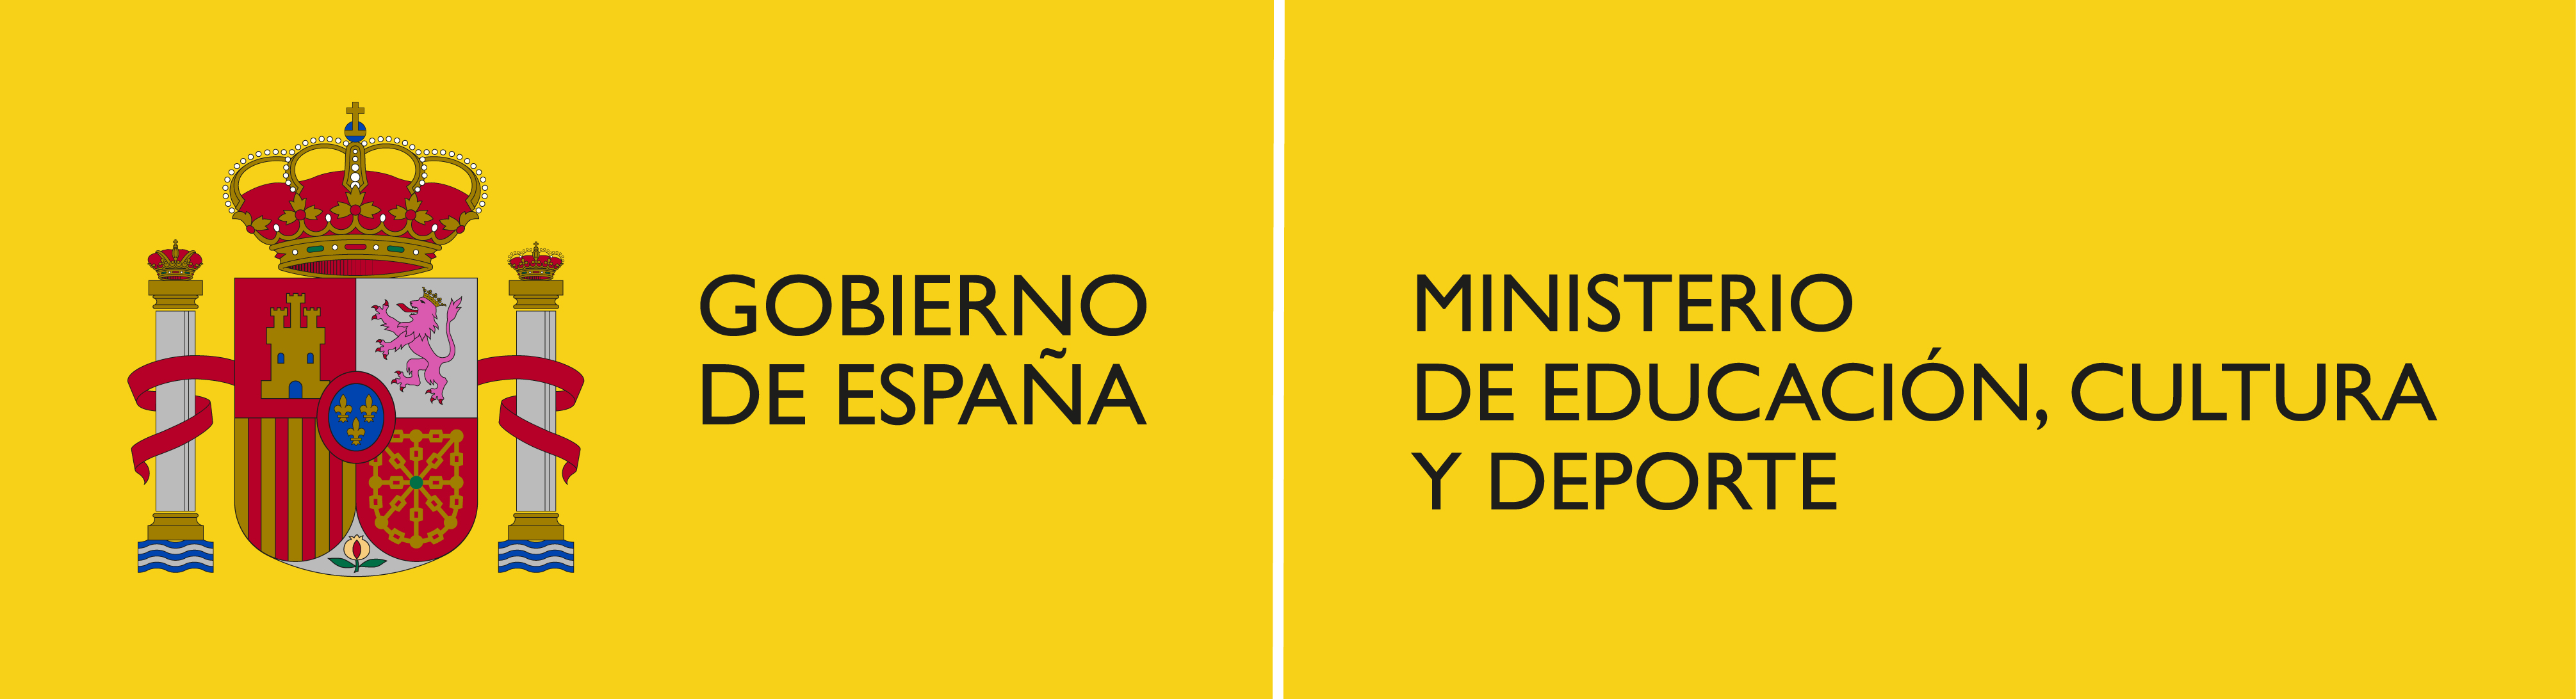 GOBIERNO
DE ESPAÑA
MINISTERIO
DE EDUCACIÓN, CULTURA
Y DEPORTE